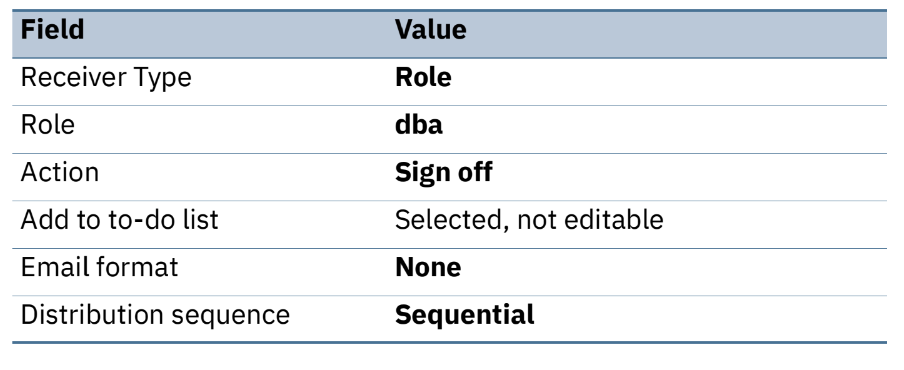 Field Value
Receiver Type Role
Role dba
Action Sign off
Add to to-do list Selected, not editable
Email format None
Distribution sequence Sequential